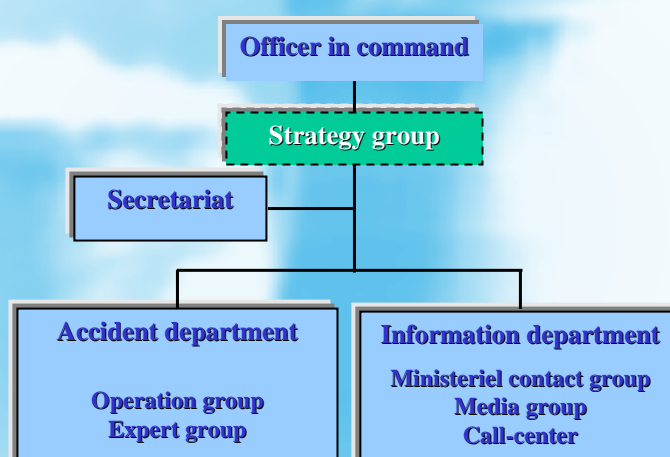 Officer in command
Strategy group
Secretariat
Accident department
Operation group
Expert group
Information department
Ministeriel contact group
Media group
Call-center